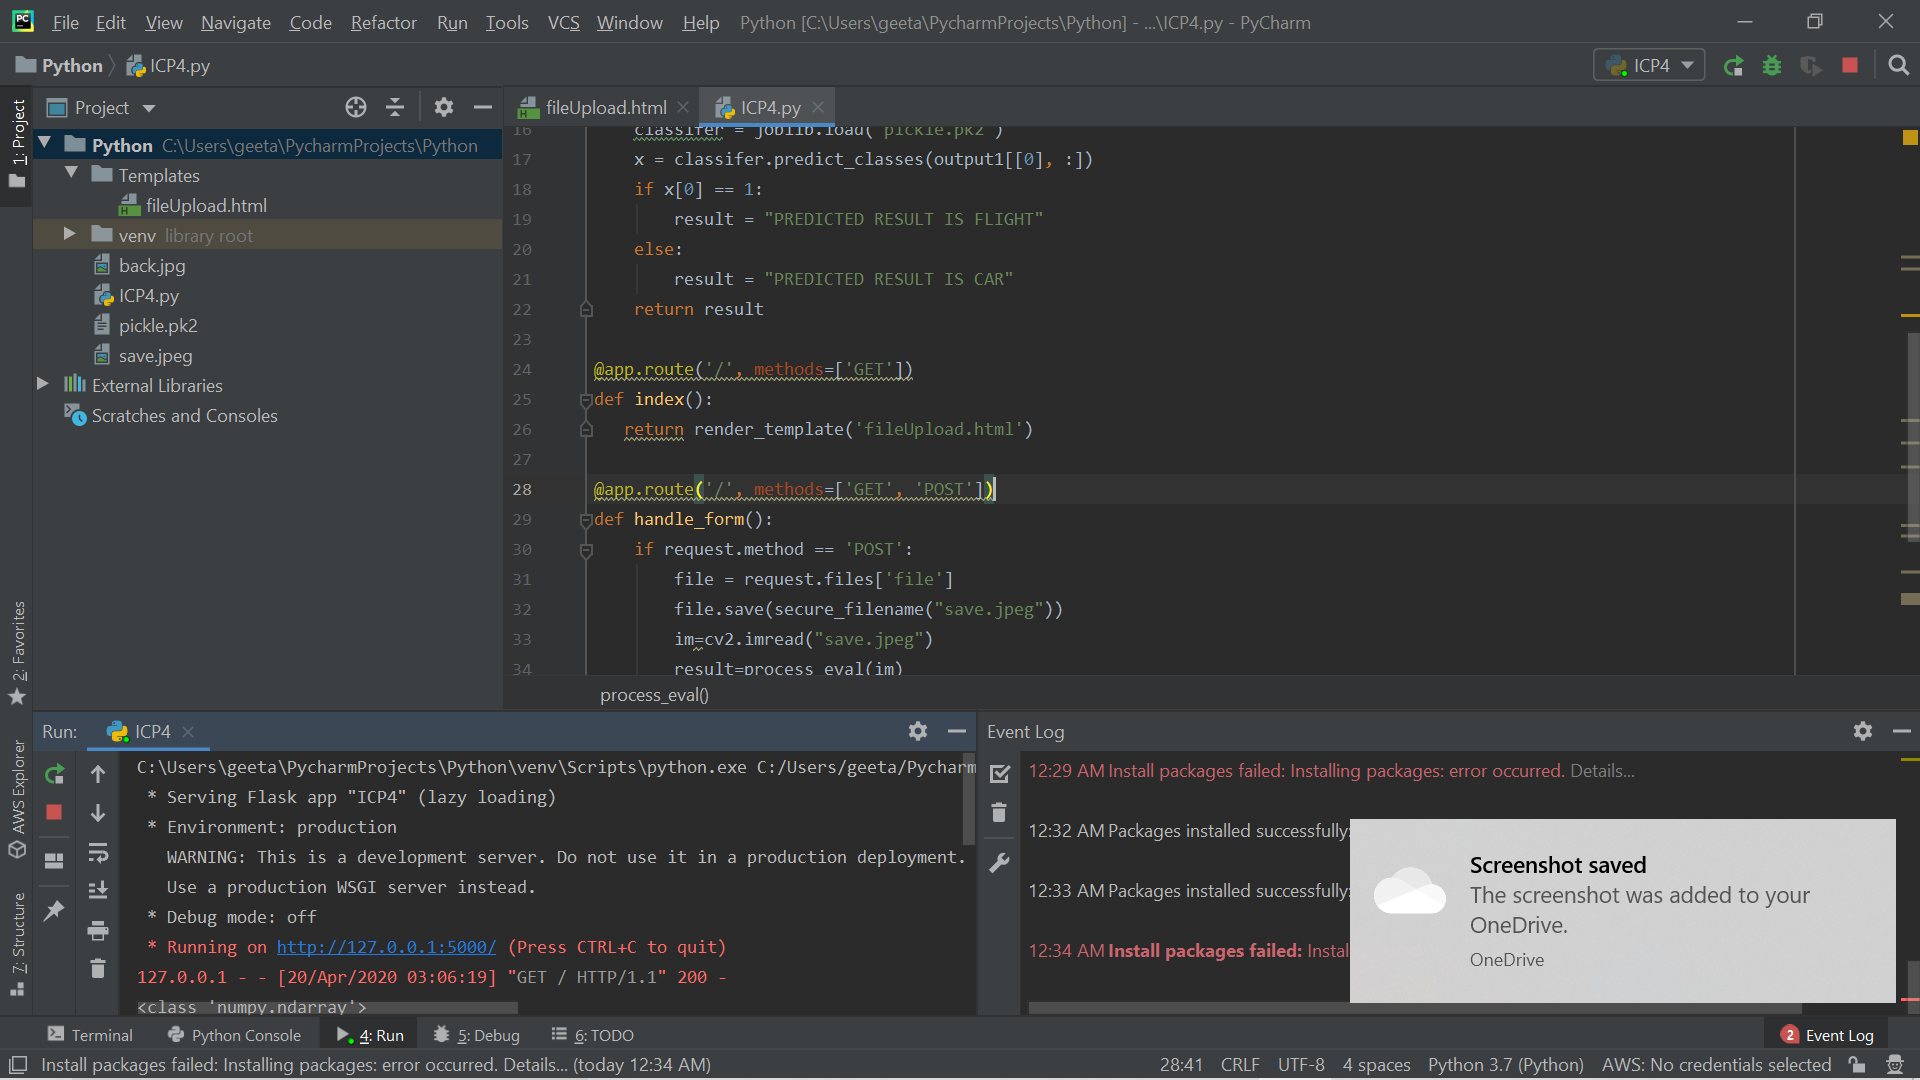 File Edit View Navigate Code Refactor Run Tools VCS Window Help Python [C:\Users\geeta\PycharmProjects\Python] - ...\ICP4.py - PyCharm
Python ICP4.py
ICP4
1: Project
Project
fileUpload.html
ICP4.py
Python C:\Users\geeta\PycharmProjects\Python
Templates
fileUpload.html
venv library root
back.jpg
ICP4.py
pickle.pk2
save.jpeg
External Libraries
Scratches and Consoles
16 classifer = joblib.load('pickle.pk2')
17 x = classifer.predict_classes(output1[[0], :])
18 if x[0] == 1:
19 result = "PREDICTED RESULT IS FLIGHT"
20 else:
21 result = "PREDICTED RESULT IS CAR"
22 return result
23
24 @app.route('/', methods=['GET'])
25 def index():
26 return render_template('fileUpload.html')
27
28 @app.route('/', methods=['GET', 'POST'])
29 def handle_form():
30 if request.method == 'POST':
31 file = request.files['file']
32 file.save(secure_filename("save.jpeg"))
33 im=cv2.imread("save.jpeg")
34 result=process_eval(im)
process_eval()
2: Favorites
AWS Explorer
7: Structure
Run: ICP4
C:\Users\geeta\PycharmProjects\Python\venv\Scripts\python.exe C:/Users/geeta/Pycharm
* Serving Flask app "ICP4" (lazy loading)
* Environment: production
WARNING: This is a development server. Do not use it in a production deployment.
Use a production WSGI server instead.
* Debug mode: off
* Running on http://127.0.0.1:5000/ (Press CTRL+C to quit)
127.0.0.1 - - [20/Apr/2020 03:06:19] "GET / HTTP/1.1" 200 -
<class 'numpy.ndarray'>
Event Log
12:29 AM Install packages failed: Installing packages: error occurred. Details...
12:32 AM Packages installed successfully:
12:33 AM Packages installed successfully:
12:34 AM Install packages failed: Instal
Screenshot saved
The screenshot was added to your
OneDrive.
OneDrive
Terminal Python Console 4: Run 5: Debug 6: TODO
2 Event Log
Install packages failed: Installing packages: error occurred. Details... (today 12:34 AM)
28:41 CRLF UTF-8 4 spaces Python 3.7 (Python) AWS: No credentials selected